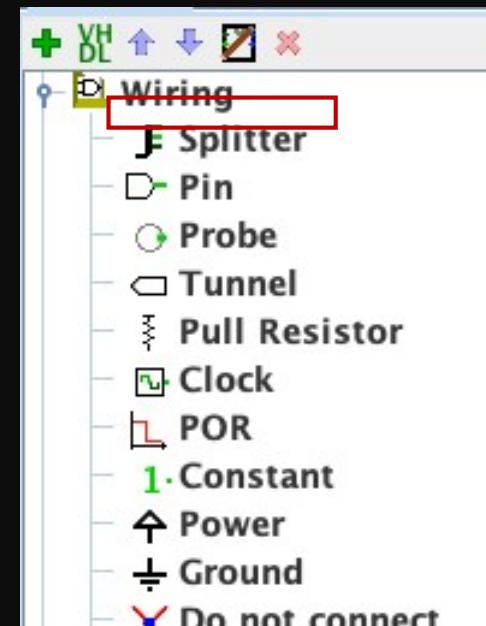 VH
DL
Wiring
Splitter
Pin
Probe
Tunnel
Pull Resistor
Clock
POR
1 Constant
Power
Ground
Do not connect